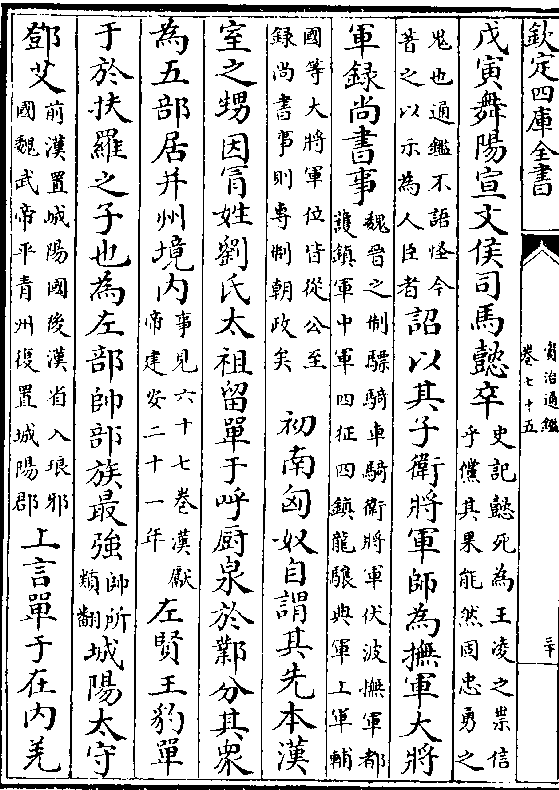 欽定四庫全書
資治通鑑
卷七十五
三十
戊寅舞陽宣文侯司馬懿卒史記懿死為王凌之祟信乎儻其果能然固忠勇之
鬼也通鑑不語怪今著之以示為人臣者詔以其子衛將軍師為撫軍大將
軍録尚書事魏晉之制驃騎車騎衛將軍伏波撫軍都護鎮軍中軍四征四鎮龍驤典軍上軍輔
國等大將軍位皆從公至録尚書事則専制朝政矣 初南匈奴自謂其先本漢
室之甥因冐姓劉氏太祖留單于呼厨泉於鄴分其衆
為五部居并州境内事見六十七卷漢獻帝建安二十一年左賢王豹單
于於扶羅之子也為左部帥部族最強帥所類翻城陽太守
鄧艾前漢置城陽國後漢省入琅邪國魏武帝平青州復置城陽郡上言單于在内羌